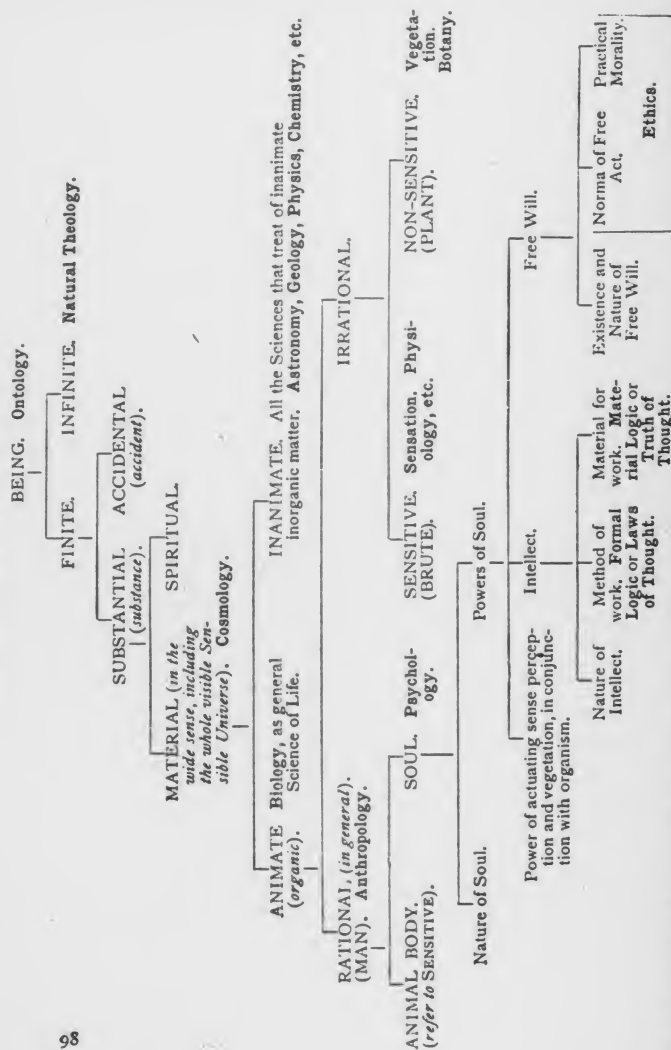 98
BEING. Ontology.
FINITE. INFINITE. Natural Theology.
SUBSTANTIAL ACCIDENTAL
(substance). (accident).
MATERIAL (in the SPIRITUAL.
wide sense, including
the whole visible Sen-
sible Universe). Cosmology.
ANIMATE Biology, as general INANIMATE. All the Sciences that treat of inanimate
(organic). Science of Life. inorganic matter. Astronomy, Geology, Physics, Chemistry, etc.
RATIONAL (in general). IRRATIONAL.
(MAN). Anthropology.
ANIMAL BODY. SOUL. Psychol- SENSITIVE. Sensation. Physi- NON-SENSITIVE. Vegeta-
(refer to SENSITIVE). ogy. (BRUTE). ology, etc. (PLANT). tion.
Botany.
Nature of Soul. Powers of Soul.
Power of actuating sense percep- Intellect. Free Will.
tion and vegetation, in conjunc-
tion with organism.
Nature of Method of Material for Existence and Norma of Free Practical
Intellect. work. Formal work. Mate- Nature of Act. Morality.
Logic or Laws rial Logic or Free Will.
of Thought. Truth of Ethics.
Thought.